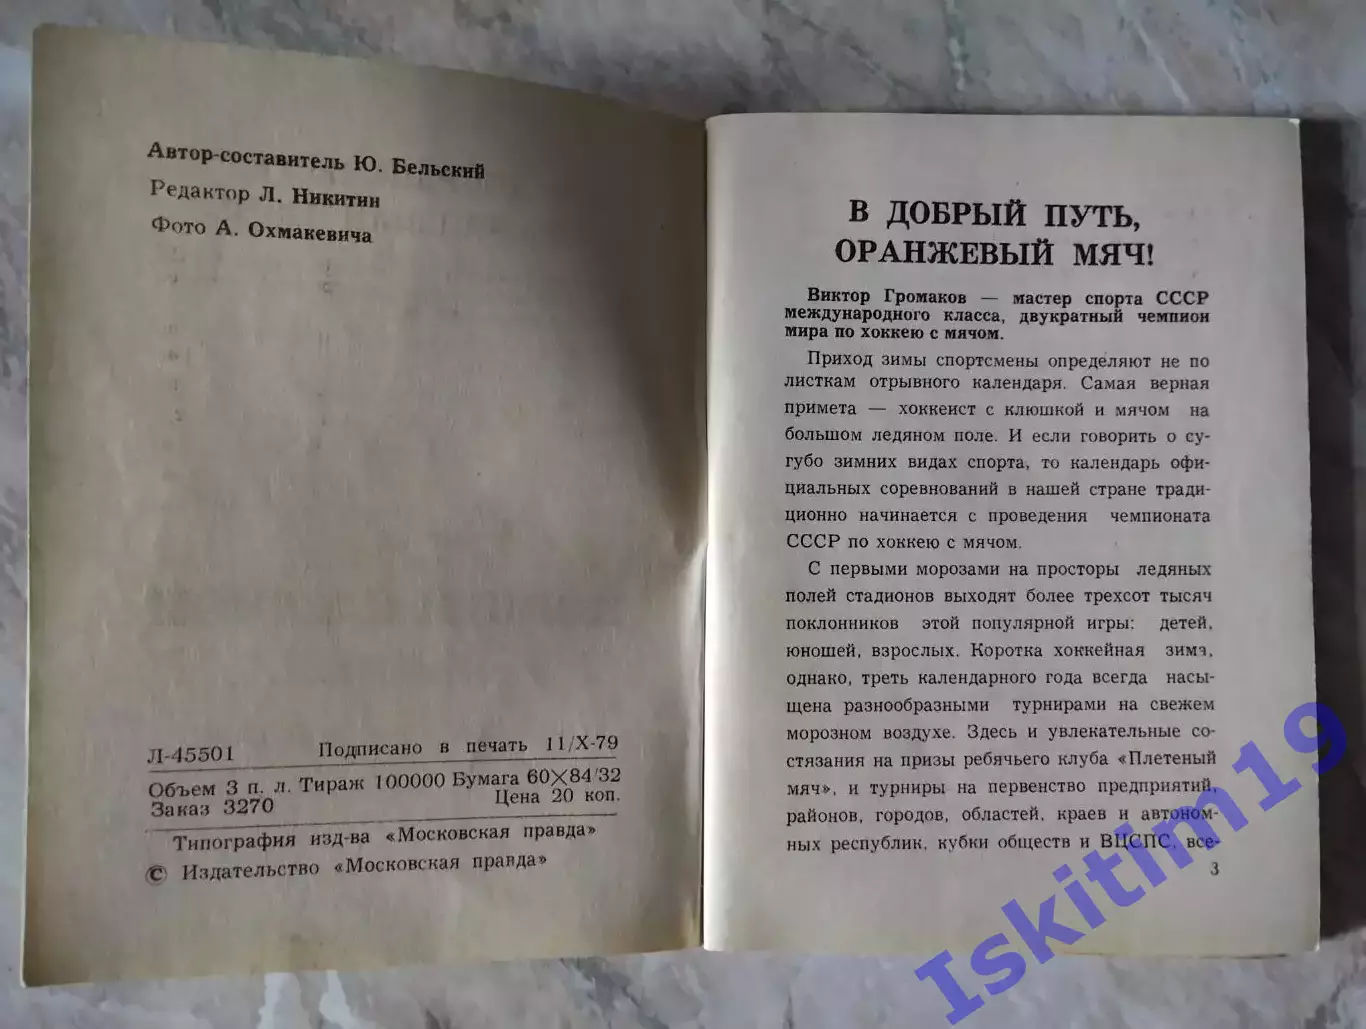 Автор-составитель Ю. Бельский
Редактор Л. Никитин
Фото А. Охмакевича
Л-45501 Подписано в печать 11/X-79
Объем 3 п. л. Тираж 100000 Бумага 60×84/32
Заказ 3270 Цена 20 коп.
Типография изд-ва «Московская правда»
© Издательство «Московская правда»
В ДОБРЫЙ ПУТЬ,
ОРАНЖЕВЫЙ МЯЧ!
Виктор Громаков — мастер спорта СССР
международного класса, двукратный чемпион
мира по хоккею с мячом.
Приход зимы спортсмены определяют не по
листкам отрывного календаря. Самая верная
примета — хоккеист с клюшкой и мячом на
большом ледяном поле. И если говорить о су-
губо зимних видах спорта, то календарь офи-
циальных соревнований в нашей стране тради-
ционно начинается с проведения чемпионата
СССР по хоккею с мячом.
С первыми морозами на просторы ледяных
полей стадионов выходят более трехсот тысяч
поклонников этой популярной игры: детей,
юношей, взрослых. Коротка хоккейная зима,
однако, треть календарного года всегда насы-
щена разнообразными турнирами на свежем
морозном воздухе. Здесь и увлекательные со-
стязания на призы ребячьего клуба «Плетеный
мяч», и турниры на первенство предприятий,
районов, городов, областей, краев и автоном-
ных республик, кубки обществ и ВЦСПС, все-
3
Iskitim19